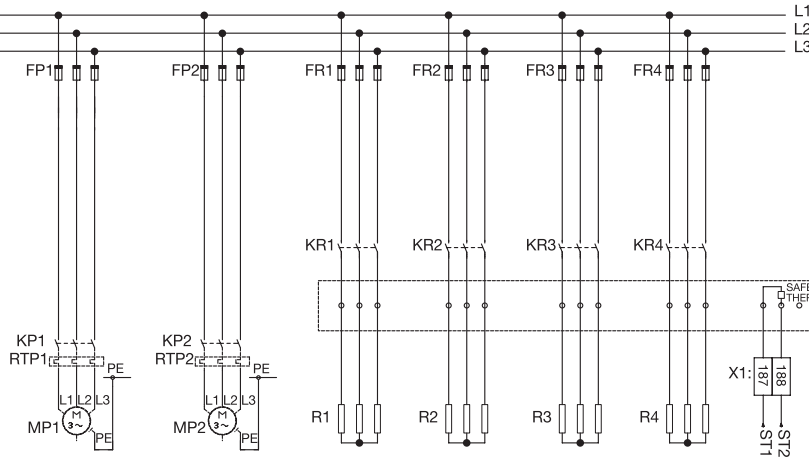 L1
L2
L3
FP1 FP2 FR1 FR2 FR3 FR4
KR1 KR2 KR3 KR4
SAFE
THER
KP1 KP2
RTP1 RTP2
PE PE
X1: 187 188
L1 L2 L3 L1 L2 L3
M M
3~ 3~
MP1 MP2 R1 R2 R3 R4
PE PE
ST1 ST2